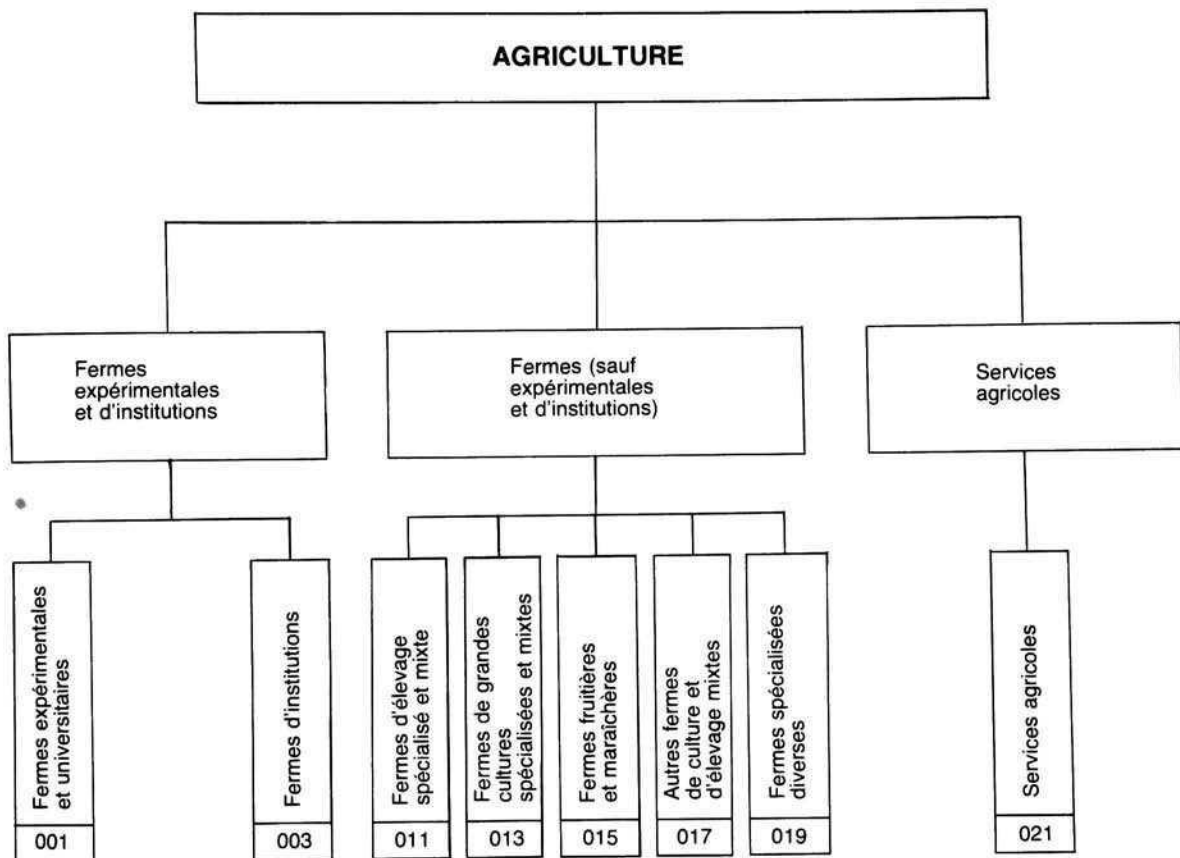 AGRICULTURE
Fermes
expérimentales
et d'institutions
Fermes (sauf
expérimentales
et d'institutions)
Services
agricoles
Fermes expérimentales
et universitaires
001
Fermes d'institutions
003
Fermes d'élevage
spécialisé et mixte
011
Fermes de grandes
cultures
spécialisées et mixtes
013
Fermes fruitières
et maraîchères
015
Autres fermes
de culture et
d'élevage mixtes
017
Fermes spécialisées
diverses
019
Services agricoles
021